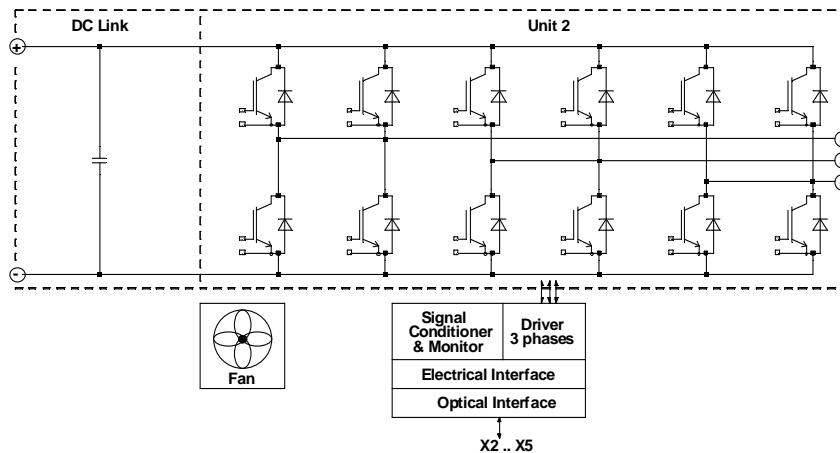 DC Link
Unit 2
+
-
Signal
Conditioner
& Monitor
Driver
3 phases
Electrical Interface
Optical Interface
Fan
X2 .. X5